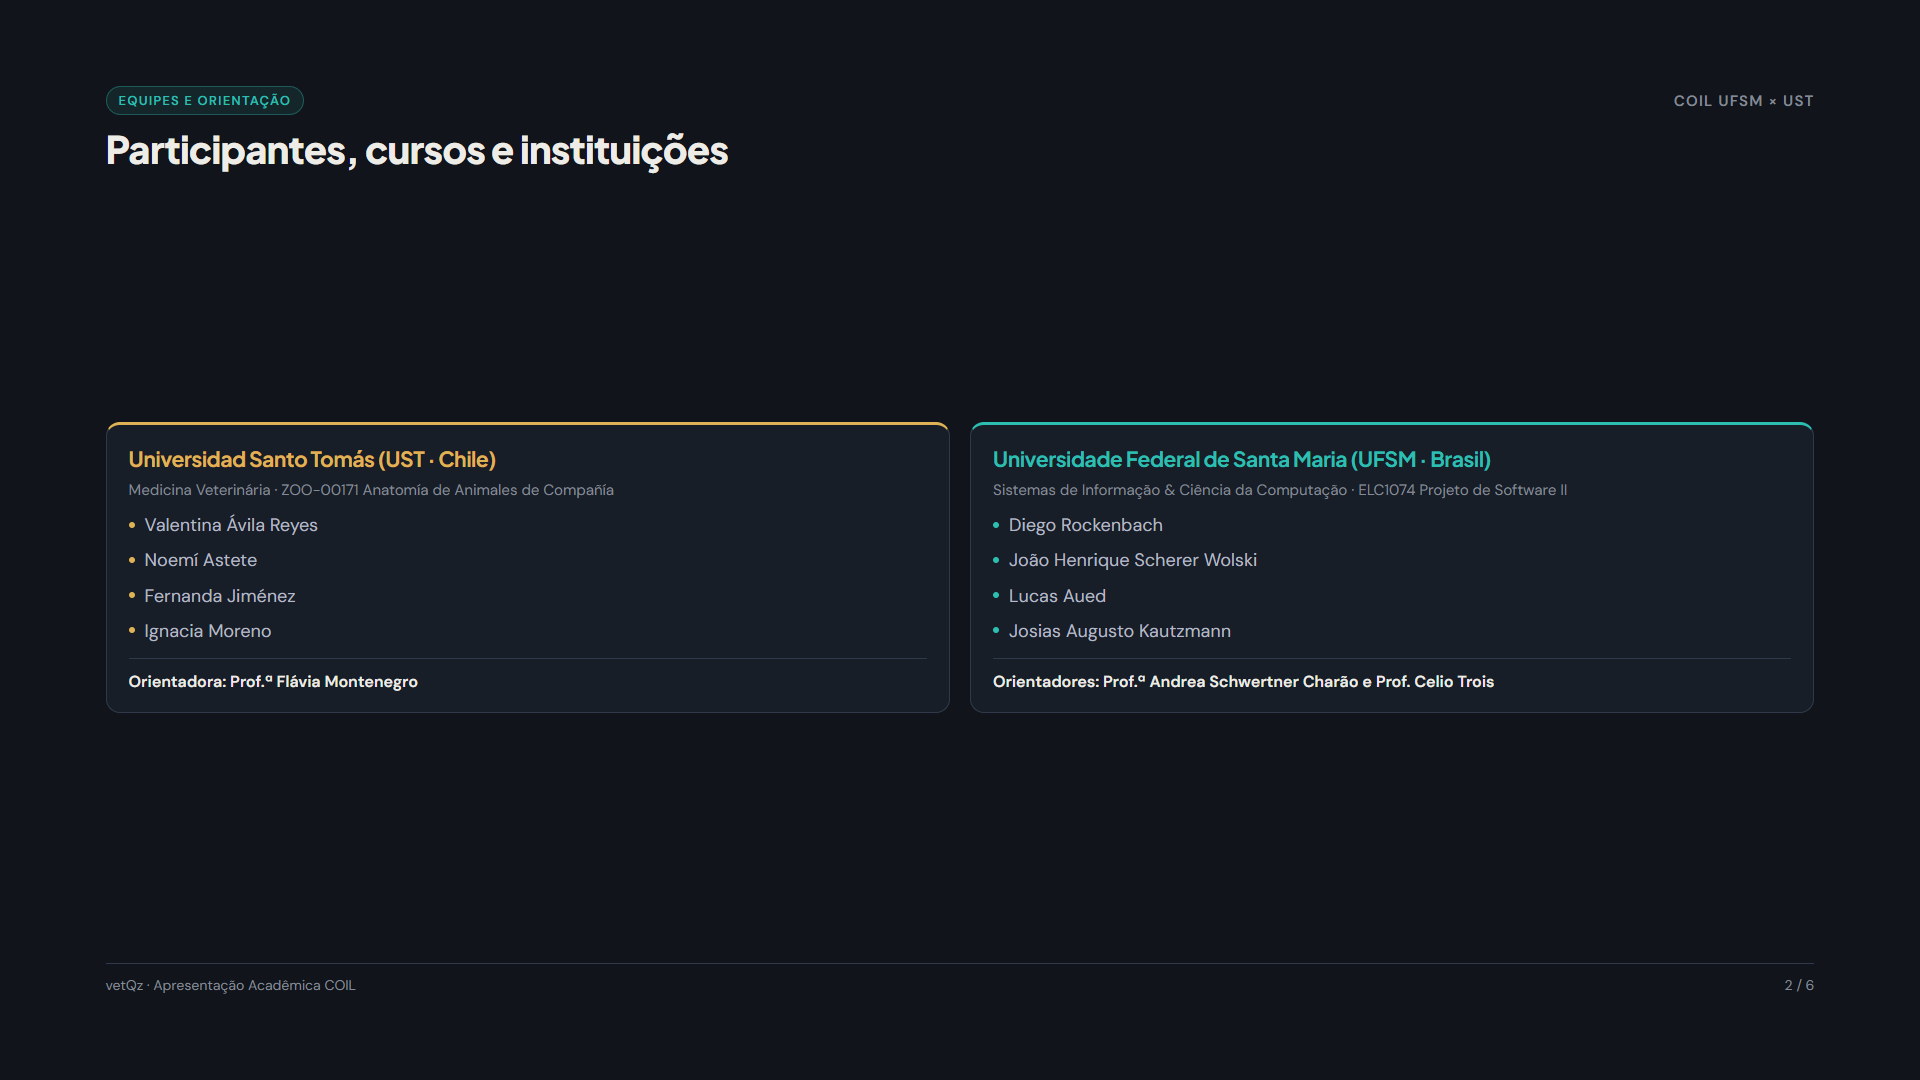 EQUIPES E ORIENTAÇÃO
COIL UFSM × UST
Participantes, cursos e instituições
Universidad Santo Tomás (UST · Chile)
Medicina Veterinária · ZOO-00171 Anatomía de Animales de Compañía
• Valentina Ávila Reyes
• Noemí Astete
• Fernanda Jiménez
• Ignacia Moreno
Orientadora: Prof.ª Flávia Montenegro
Universidade Federal de Santa Maria (UFSM · Brasil)
Sistemas de Informação & Ciência da Computação · ELC1074 Projeto de Software II
• Diego Rockenbach
• João Henrique Scherer Wolski
• Lucas Aued
• Josias Augusto Kautzmann
Orientadores: Prof.ª Andrea Schwertner Charão e Prof. Celio Trois
vetQz · Apresentação Acadêmica COIL
2 / 6